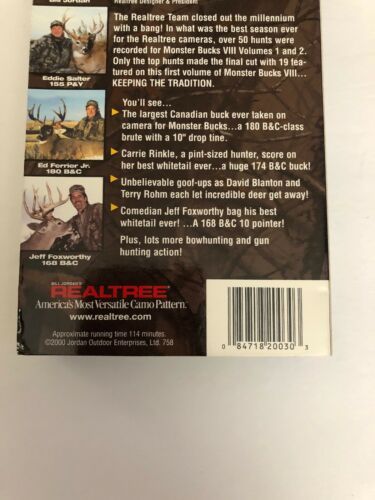 Bill Jordan
Realtree Designer & President
The Realtree Team closed out the millennium
with a bang! In what was the best season ever
for the Realtree cameras, over 50 hunts were
recorded for Monster Bucks VIII Volumes 1 and 2.
Only the top hunts made the final cut with 19 fea-
tured on this first volume of Monster Bucks VIII...
KEEPING THE TRADITION.
Eddie Salter
155 P&Y
You'll see...
The largest Canadian buck ever taken on
camera for Monster Bucks...a 180 B&C-class
brute with a 10" drop tine.
Carrie Rinkle, a pint-sized hunter, score on
her best whitetail ever...a huge 174 B&C buck!
Unbelievable goof-ups as David Blanton and
Terry Rohm each let incredible deer get away!
Comedian Jeff Foxworthy bag his best
whitetail ever! ...A 168 B&C 10 pointer!
Plus, lots more bowhunting and gun
hunting action!
Ed Ferrier Jr.
180 B&C
Jeff Foxworthy
168 B&C
BILL JORDAN'S
REALTREE
America's Most Versatile Camo Pattern.
www.realtree.com
Approximate running time 114 minutes.
©2000 Jordan Outdoor Enterprises, Ltd. 758
0 84718 20030 3